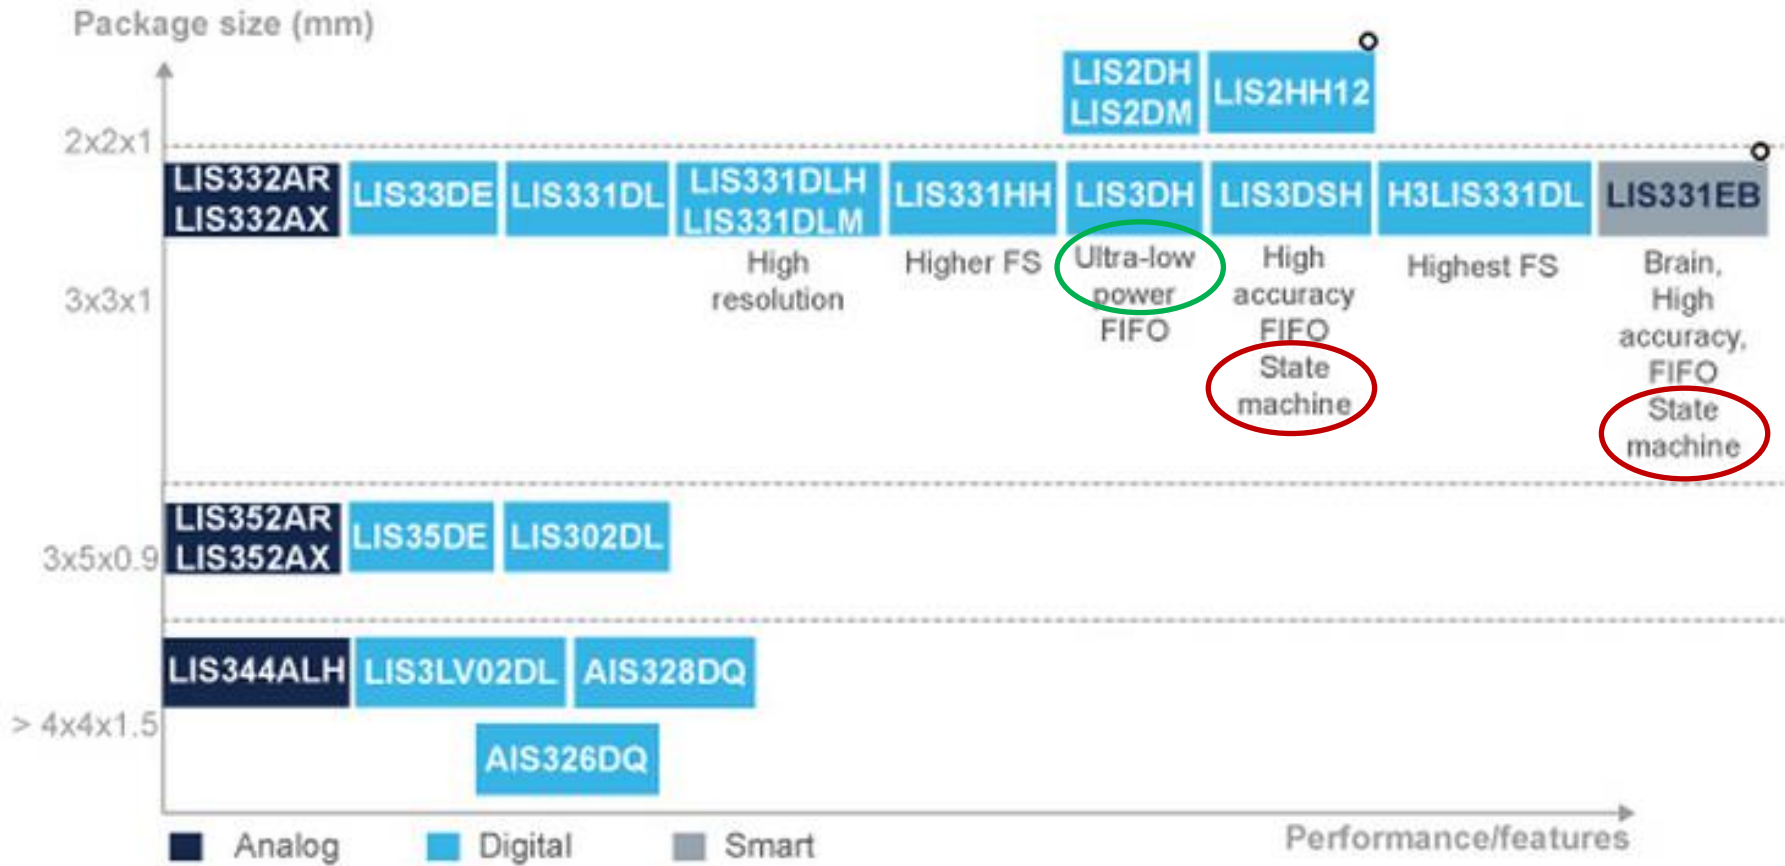 Package size (mm)
2x2x1
LIS2DH
LIS2DM
LIS2HH12
LIS332AR
LIS332AX
LIS33DE
LIS331DL
LIS331DLH
LIS331DLM
LIS331HH
LIS3DH
LIS3DSH
H3LIS331DL
LIS331EB
3x3x1
High
resolution
Higher FS
Ultra-low
power
FIFO
High
accuracy
FIFO
State
machine
Highest FS
Brain,
High
accuracy,
FIFO
State
machine
3x5x0.9
LIS352AR
LIS352AX
LIS35DE
LIS302DL
> 4x4x1.5
LIS344ALH
LIS3LV02DL
AIS328DQ
AIS326DQ
Performance/features
Analog
Digital
Smart